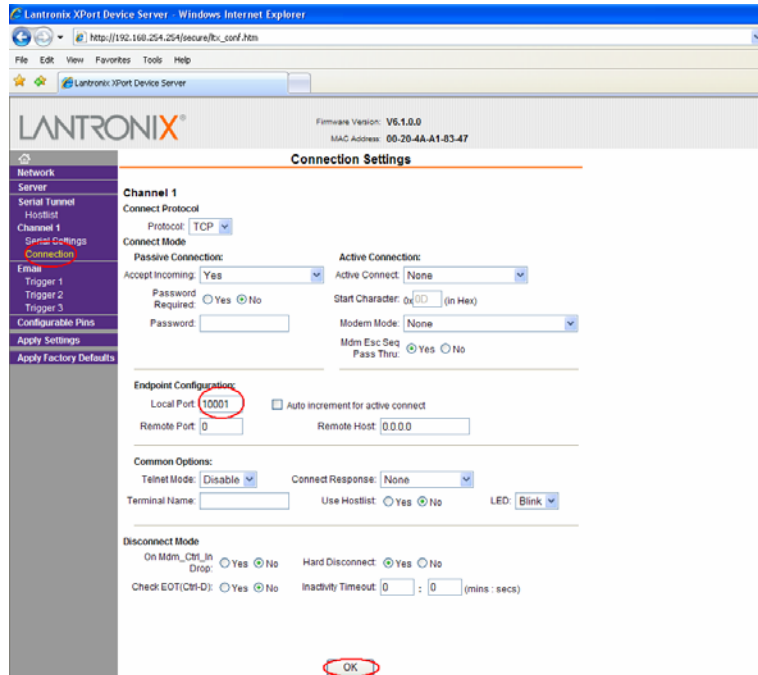 Lantronix XPort Device Server - Windows Internet Explorer
http://192.168.254.254/secure/ltx_conf.htm
File Edit View Favorites Tools Help
Lantronix XPort Device Server
LANTRONIX®
Firmware Version: V6.1.0.0
MAC Address: 00-20-4A-A1-83-47
Connection Settings
Network
Server
Serial Tunnel
Hostlist
Channel 1
Serial Settings
Connection
Email
Trigger 1
Trigger 2
Trigger 3
Configurable Pins
Apply Settings
Apply Factory Defaults
Channel 1
Connect Protocol
Protocol: TCP
Connect Mode
Passive Connection: Active Connection:
Accept Incoming: Yes Active Connect: None
Password Required: Yes No Start Character: 0x 0D (in Hex)
Password: Modem Mode: None
Mdm Esc Seq Pass Thru: Yes No
Endpoint Configuration:
Local Port: 10001 Auto increment for active connect
Remote Port: 0 Remote Host: 0.0.0.0
Common Options:
Telnet Mode: Disable Connect Response: None
Terminal Name: Use Hostlist: Yes No LED: Blink
Disconnect Mode
On Mdm_Ctrl_In Drop: Yes No Hard Disconnect: Yes No
Check EOT(Ctrl-D): Yes No Inactivity Timeout: 0 : 0 (mins : secs)
OK